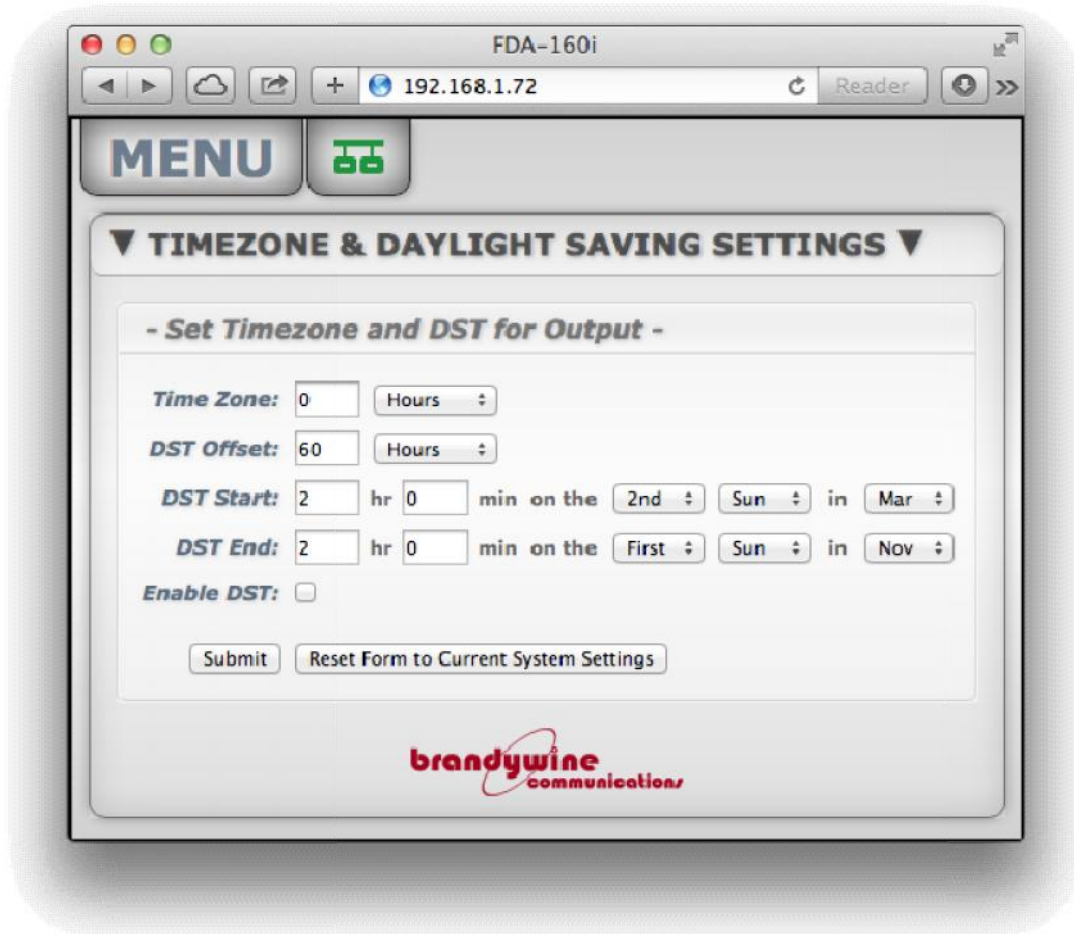 FDA-160i
192.168.1.72 Reader
MENU
▼ TIMEZONE & DAYLIGHT SAVING SETTINGS ▼
- Set Timezone and DST for Output -
Time Zone: 0 Hours
DST Offset: 60 Hours
DST Start: 2 hr 0 min on the 2nd Sun in Mar
DST End: 2 hr 0 min on the First Sun in Nov
Enable DST:
Submit Reset Form to Current System Settings
brandywine
communications